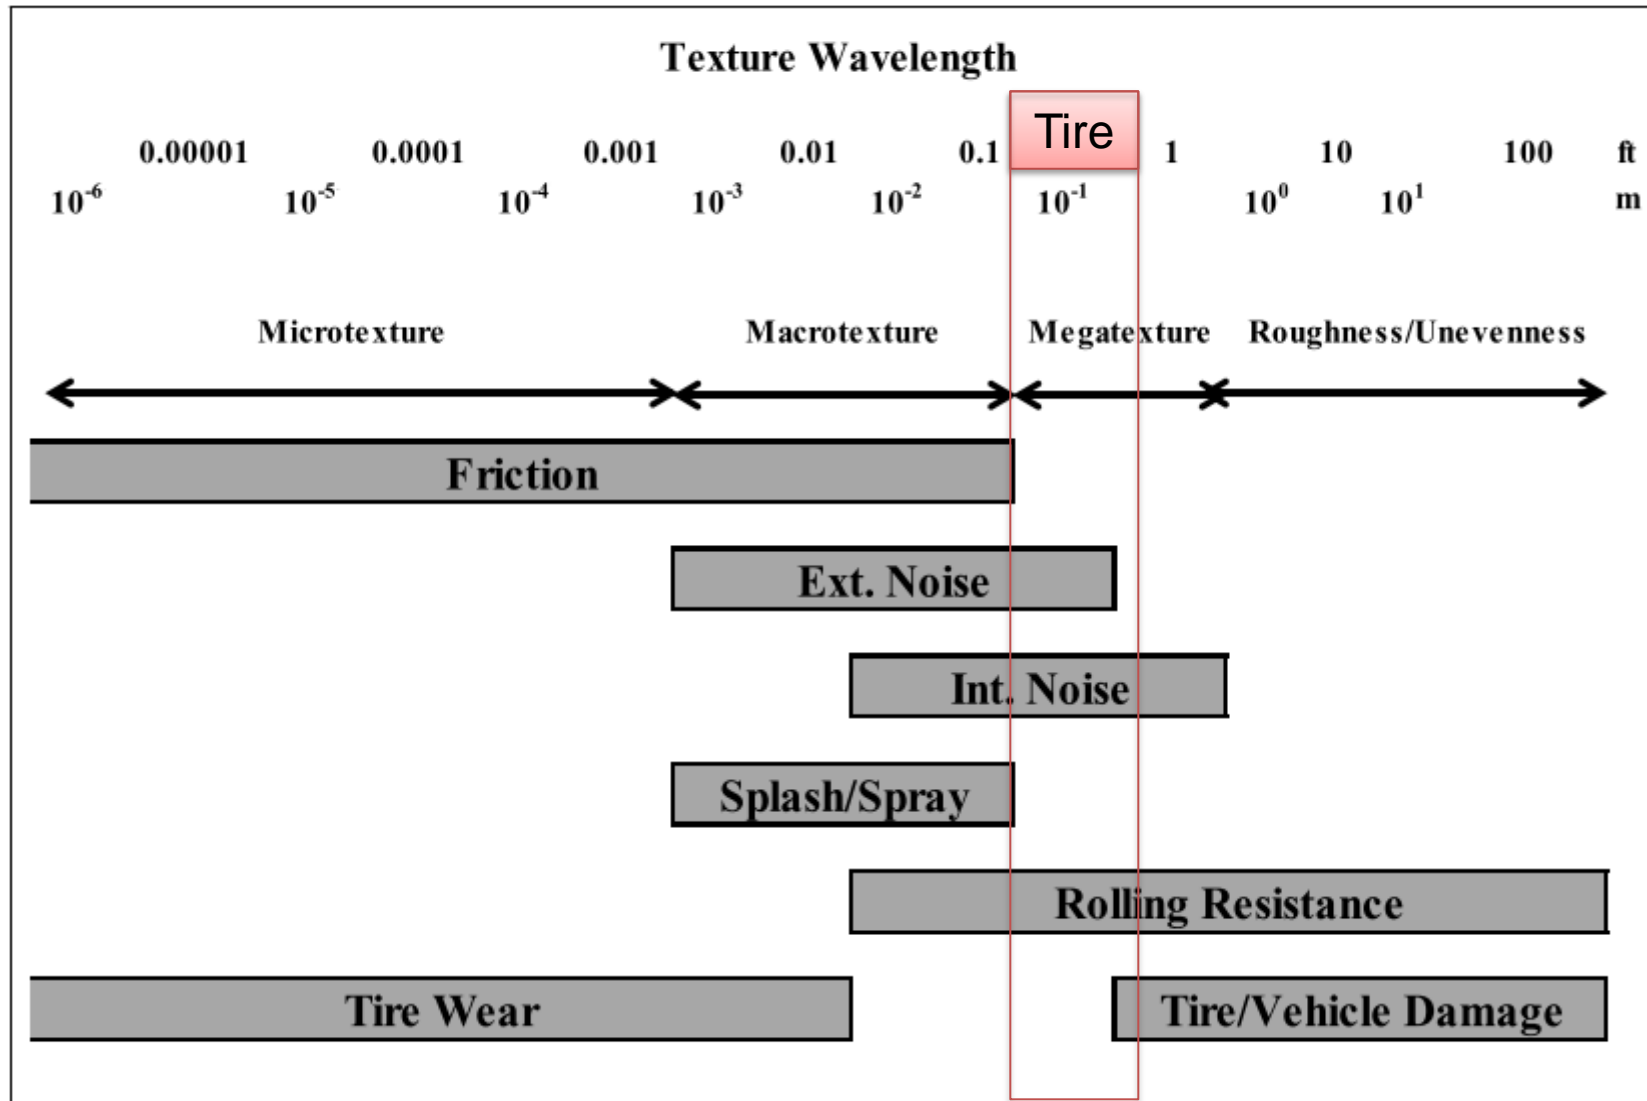 Texture Wavelength
Tire
0.00001 0.0001 0.001 0.01 0.1 1 10 100 ft
10⁻⁶ 10⁻⁵ 10⁻⁴ 10⁻³ 10⁻² 10⁻¹ 10⁰ 10¹ m
Microtexture Macrotexture Megatexture Roughness/Unevenness
Friction
Ext. Noise
Int. Noise
Splash/Spray
Rolling Resistance
Tire Wear Tire/Vehicle Damage